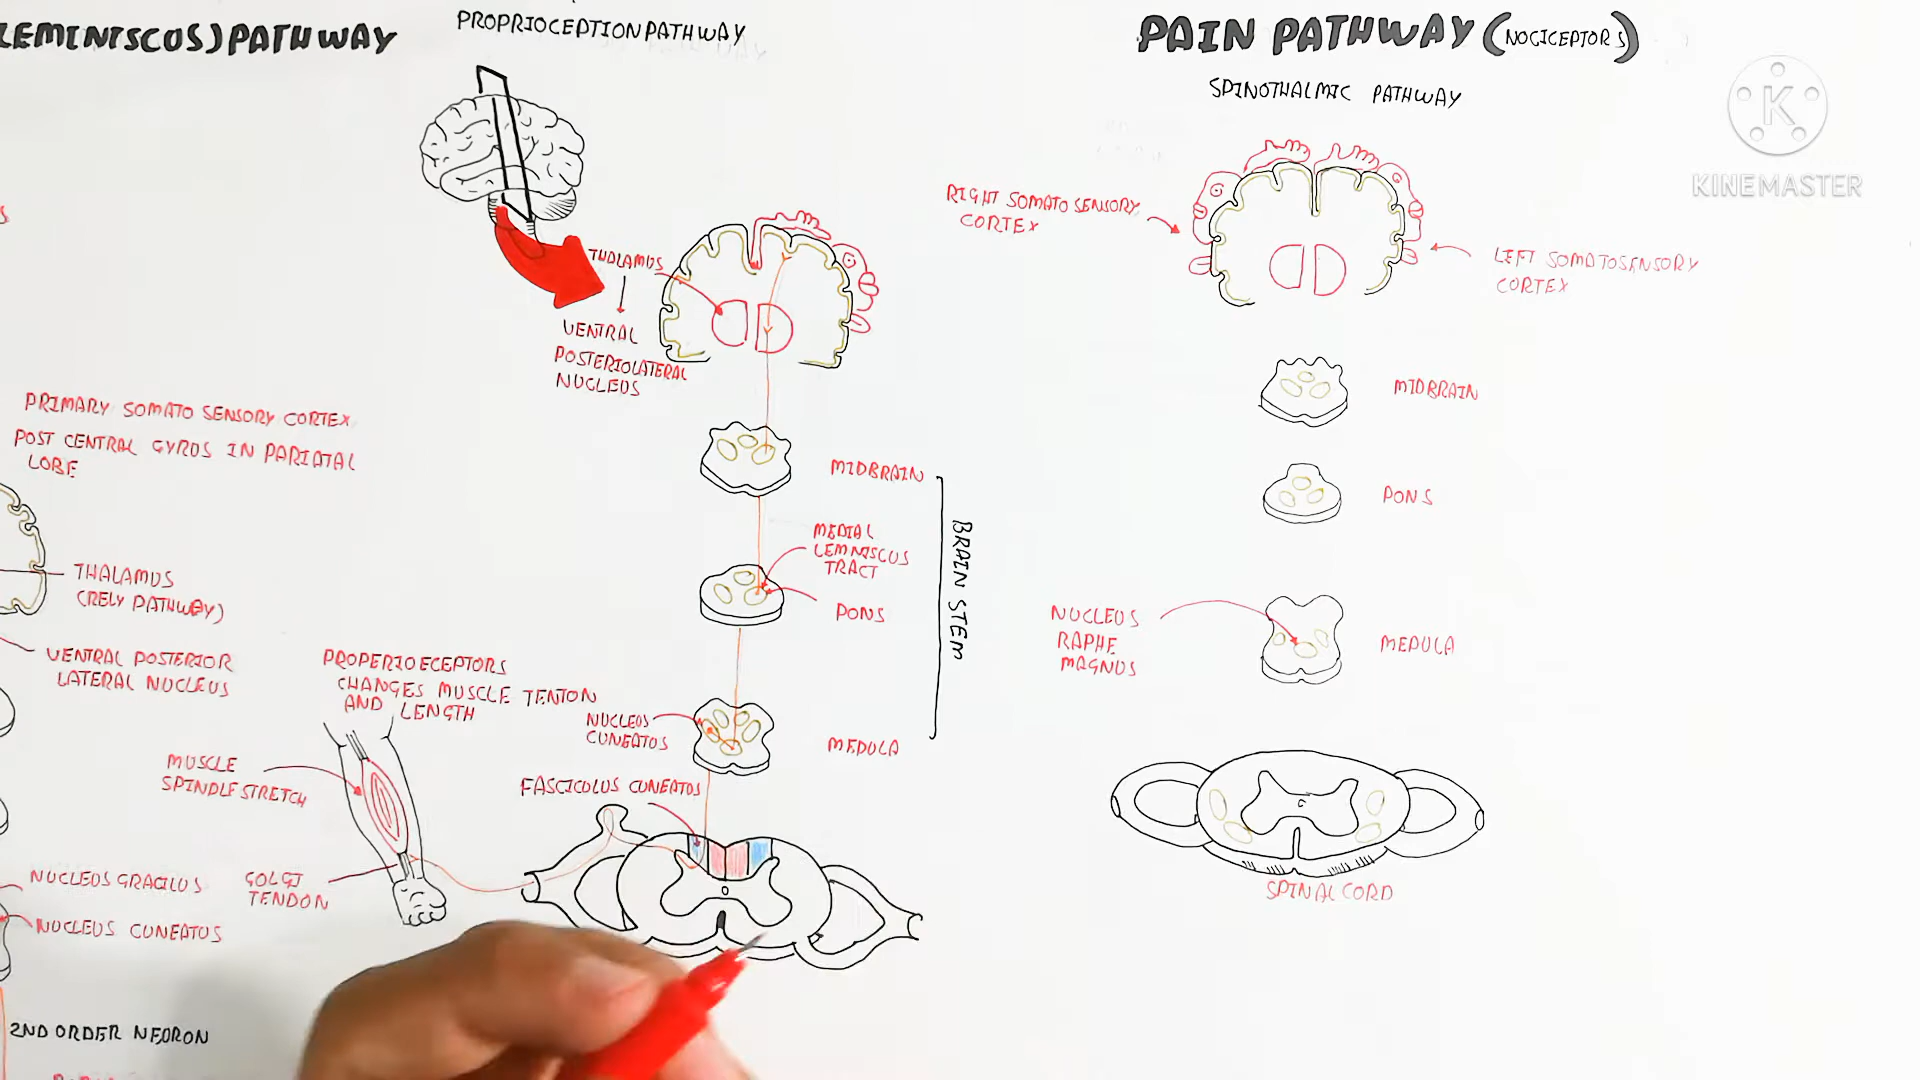 LEMINISCUS) PATHWAY
PROPRIOCEPTION PATHWAY
PAIN PATHWAY (NOCICEPTORS)
SPINOTHALMIC PATHWAY
K
KINEMASTER
RIGHT SOMATO SENSORY
CORTEX
LEFT SOMATOSENSORY
CORTEX
THALAMUS
VENTRAL
POSTERIOLATERAL
NUCLEUS
PRIMARY SOMATO SENSORY CORTEX
POST CENTRAL GYRUS IN PARIATAL
LOBE
MIDBRAIN
MIDBRAIN
PONS
MEDIAL
LEMNISCUS
TRACT
PONS
BRAIN STEM
THALAMUS
(RELY PATHWAY)
VENTRAL POSTERIOR
LATERAL NUCLEUS
PROPERIOECEPTORS
CHANGES MUSCLE TENTON
AND LENGTH
NUCLEUS
CUNEATUS
MEDULA
NUCLEUS
RAPHE
MAGNUS
MEDULA
MUSCLE
SPINDLE STRETCH
FASCICULUS CUNEATUS
C
GOLGI
TENDON
NUCLEUS GRACILUS
NUCLEUS CUNEATUS
SPINAL CORD
2ND ORDER NEURON